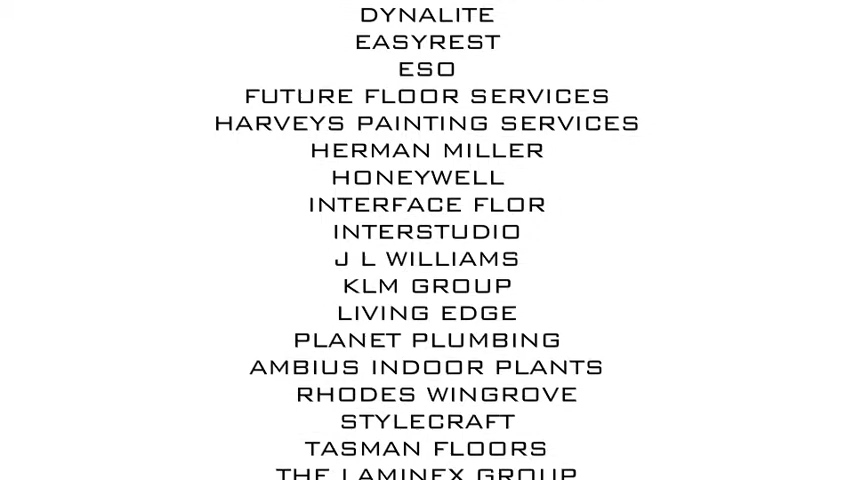 DYNALITE
EASYREST
ESO
FUTURE FLOOR SERVICES
HARVEYS PAINTING SERVICES
HERMAN MILLER
HONEYWELL
INTERFACE FLOR
INTERSTUDIO
J L WILLIAMS
KLM GROUP
LIVING EDGE
PLANET PLUMBING
AMBIUS INDOOR PLANTS
RHODES WINGROVE
STYLECRAFT
TASMAN FLOORS
THE LAMINEX GROUP